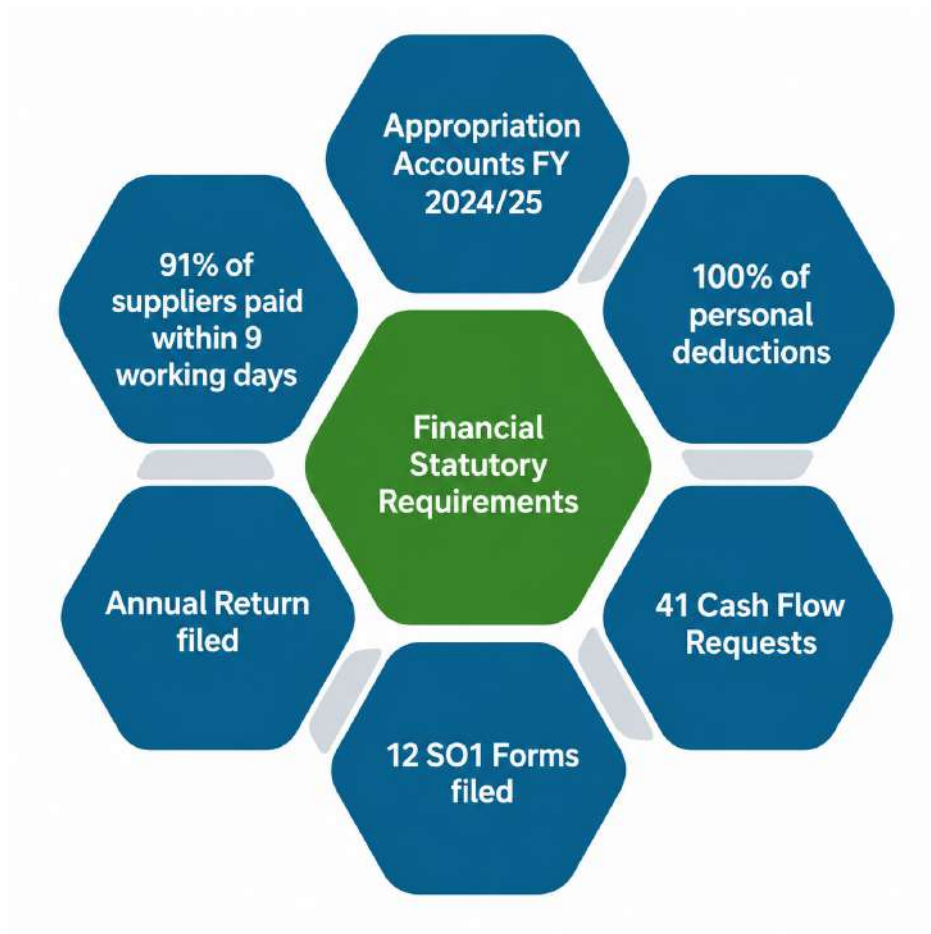 Appropriation
Accounts FY
2024/25
91% of
suppliers paid
within 9
working days
100% of
personal
deductions
Financial
Statutory
Requirements
Annual Return
filed
41 Cash Flow
Requests
12 SO1 Forms
filed